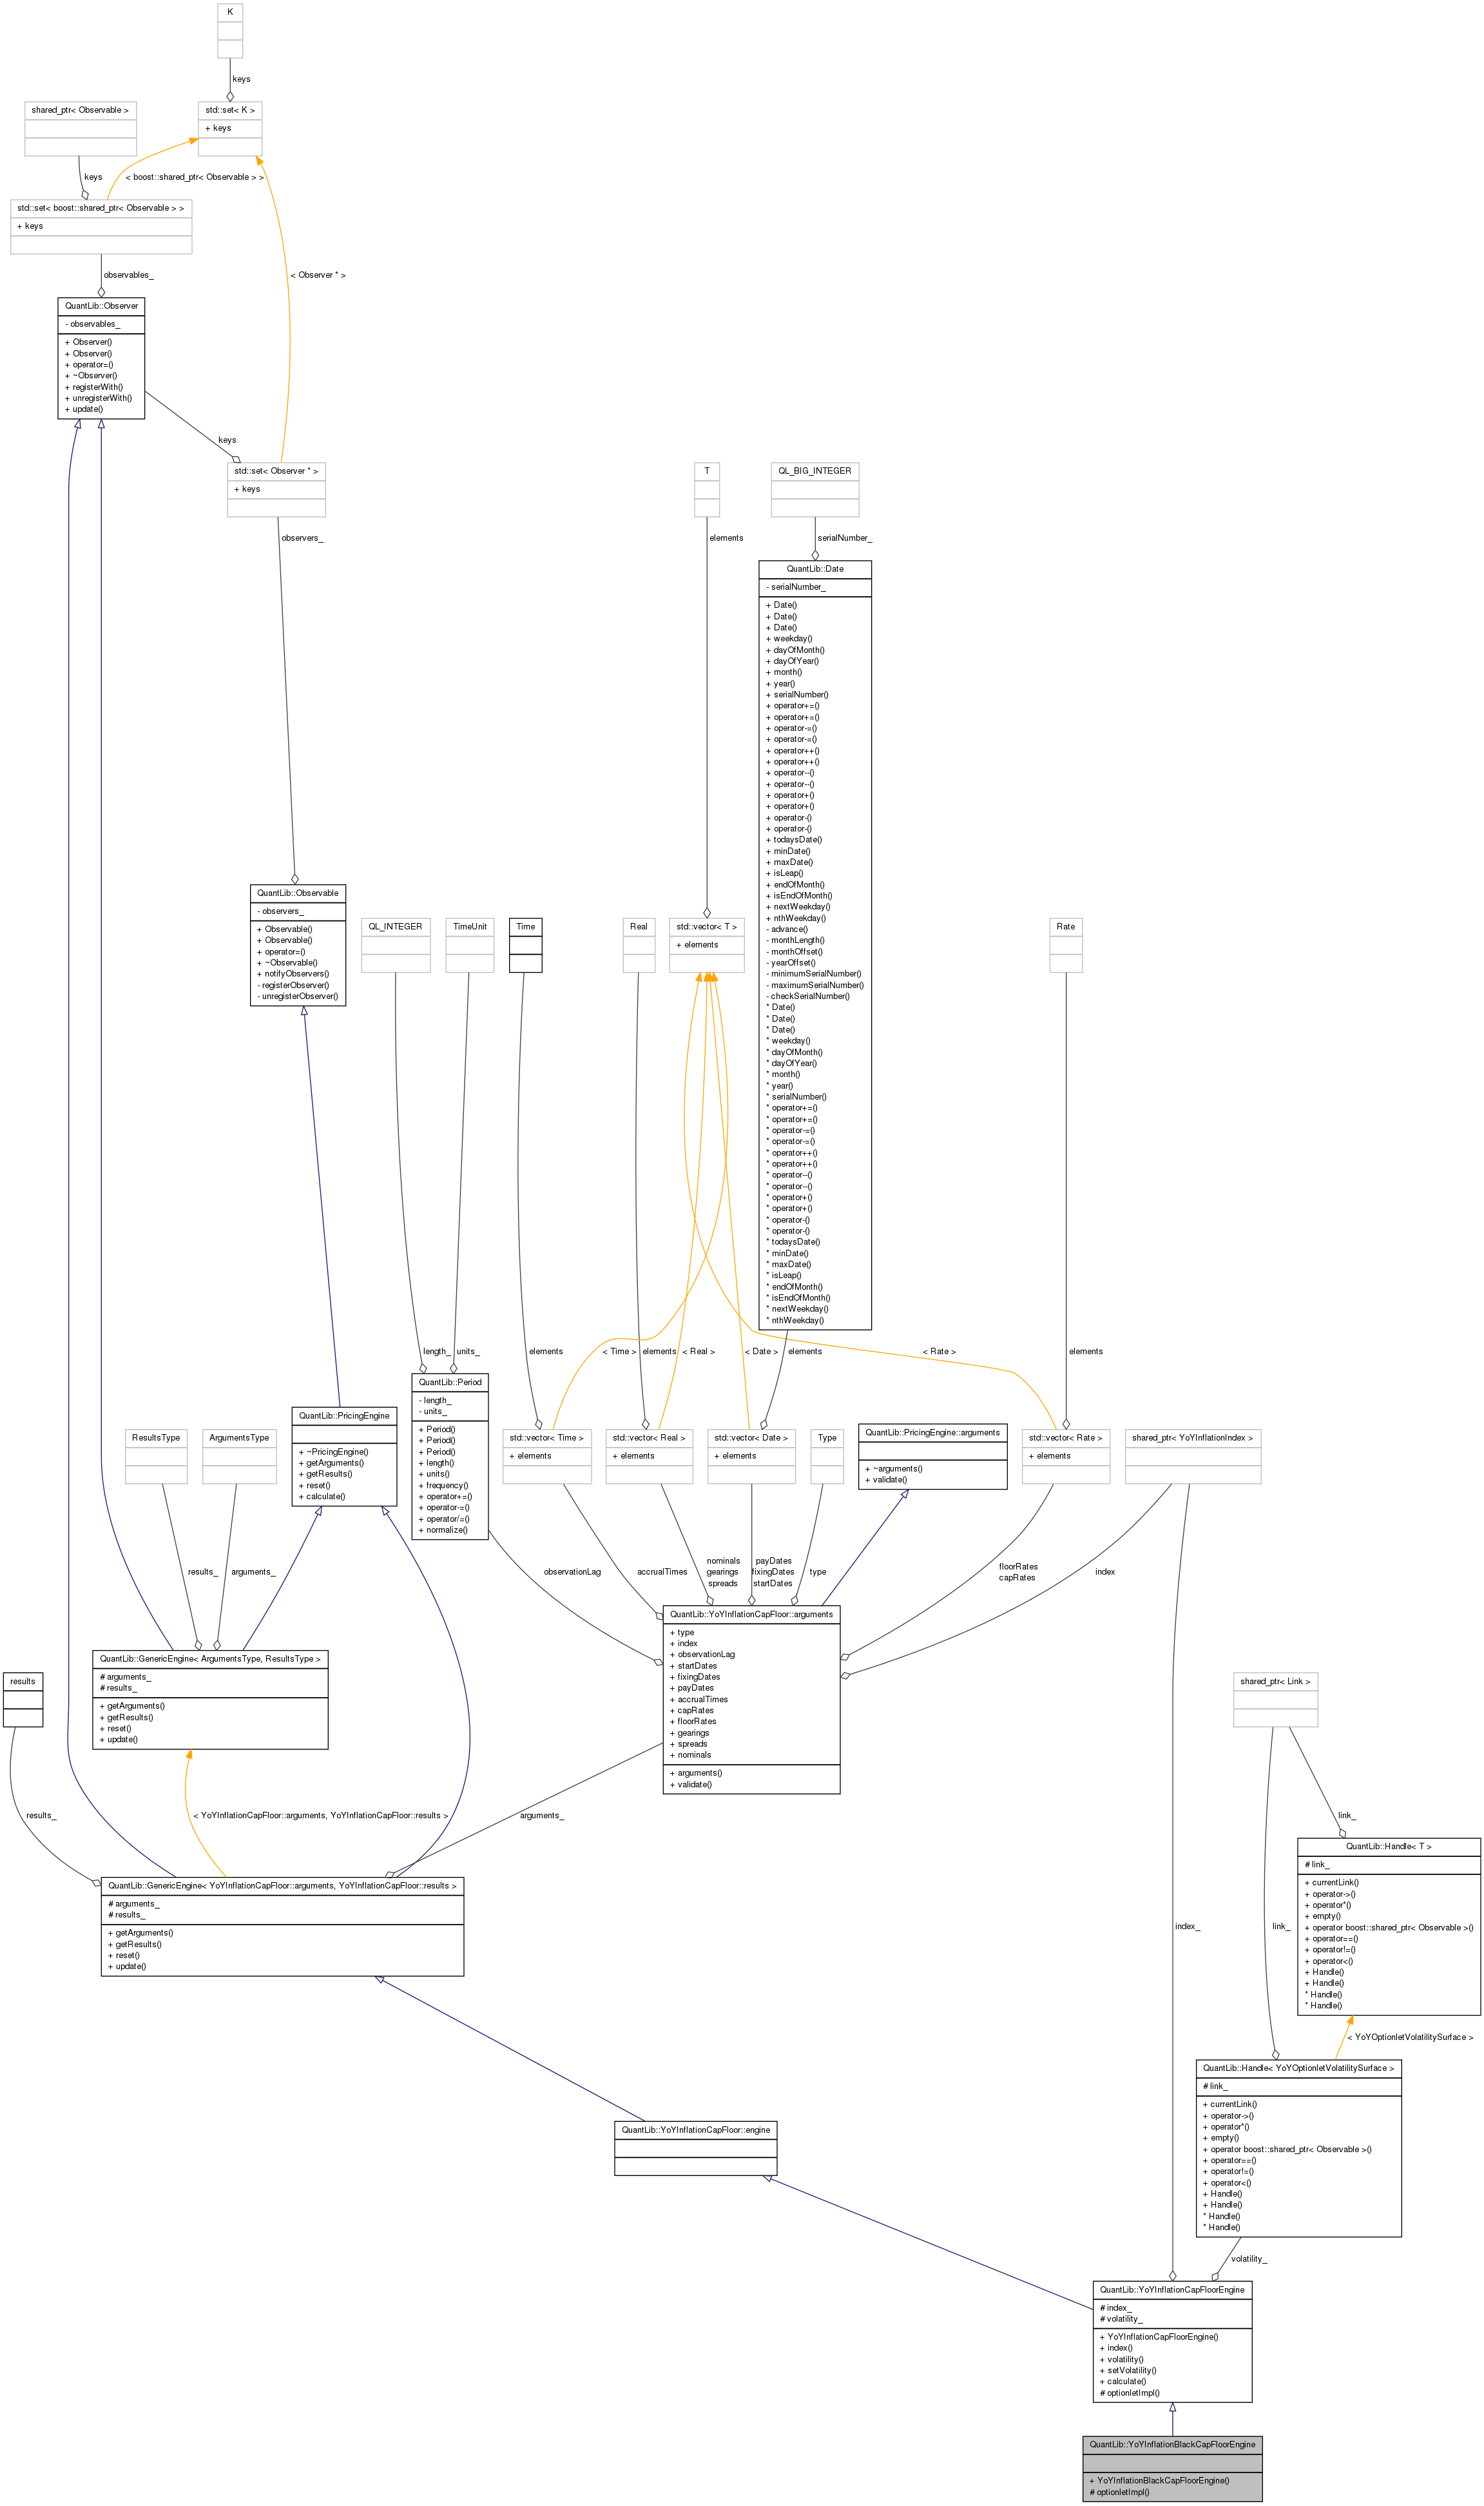 K
keys
shared_ptr< Observable >
std::set< K >
+ keys
keys
< boost::shared_ptr< Observable > >
std::set< boost::shared_ptr< Observable > >
+ keys
observables_
< Observer * >
QuantLib::Observer
- observables_
+ Observer()
+ Observer()
+ operator=()
+ ~Observer()
+ registerWith()
+ unregisterWith()
+ update()
keys
std::set< Observer * >
+ keys
T
QL_BIG_INTEGER
observers_
elements
serialNumber_
QuantLib::Date
- serialNumber_
+ Date()
+ Date()
+ Date()
+ weekday()
+ dayOfMonth()
+ dayOfYear()
+ month()
+ year()
+ serialNumber()
+ operator+=()
+ operator+=()
+ operator-=()
+ operator-=()
+ operator++()
+ operator++()
+ operator--()
+ operator--()
+ operator+()
+ operator+()
+ operator-()
+ operator-()
+ todaysDate()
+ minDate()
+ maxDate()
+ isLeap()
+ endOfMonth()
+ isEndOfMonth()
+ nextWeekday()
+ nthWeekday()
- advance()
- monthLength()
- monthOffset()
- yearOffset()
- minimumSerialNumber()
- maximumSerialNumber()
- checkSerialNumber()
* Date()
* Date()
* Date()
* weekday()
* dayOfMonth()
* dayOfYear()
* month()
* year()
* serialNumber()
* operator+=()
* operator+=()
* operator-=()
* operator-=()
* operator++()
* operator++()
* operator--()
* operator--()
* operator+()
* operator+()
* operator-()
* operator-()
* todaysDate()
* minDate()
* maxDate()
* isLeap()
* endOfMonth()
* isEndOfMonth()
* nextWeekday()
* nthWeekday()
QuantLib::Observable
- observers_
+ Observable()
+ Observable()
+ operator=()
+ ~Observable()
+ notifyObservers()
- registerObserver()
- unregisterObserver()
QL_INTEGER
TimeUnit
Time
Real
std::vector< T >
+ elements
Rate
length_
units_
elements
< Time >
elements
< Real >
< Date >
elements
< Rate >
elements
QuantLib::Period
- length_
- units_
+ Period()
+ Period()
+ Period()
+ length()
+ units()
+ frequency()
+ operator+=()
+ operator-=()
+ operator/=()
+ normalize()
ResultsType
ArgumentsType
QuantLib::PricingEngine
+ ~PricingEngine()
+ getArguments()
+ getResults()
+ reset()
+ calculate()
std::vector< Time >
+ elements
std::vector< Real >
+ elements
std::vector< Date >
+ elements
Type
QuantLib::PricingEngine::arguments
+ ~arguments()
+ validate()
std::vector< Rate >
+ elements
shared_ptr< YoYInflationIndex >
results_
arguments_
observationLag
accrualTimes
nominals
gearings
spreads
payDates
fixingDates
startDates
type
floorRates
capRates
index
QuantLib::YoYInflationCapFloor::arguments
+ type
+ index
+ observationLag
+ startDates
+ fixingDates
+ payDates
+ accrualTimes
+ capRates
+ floorRates
+ gearings
+ spreads
+ nominals
+ arguments()
+ validate()
QuantLib::GenericEngine< ArgumentsType, ResultsType >
# arguments_
# results_
+ getArguments()
+ getResults()
+ reset()
+ update()
results
shared_ptr< Link >
results_
< YoYInflationCapFloor::arguments, YoYInflationCapFloor::results >
arguments_
link_
QuantLib::Handle< T >
# link_
+ currentLink()
+ operator->()
+ operator*()
+ empty()
+ operator boost::shared_ptr< Observable >()
+ operator==()
+ operator!=()
+ operator<()
+ Handle()
+ Handle()
* Handle()
* Handle()
QuantLib::GenericEngine< YoYInflationCapFloor::arguments, YoYInflationCapFloor::results >
# arguments_
# results_
+ getArguments()
+ getResults()
+ reset()
+ update()
index_
link_
< YoYOptionletVolatilitySurface >
QuantLib::Handle< YoYOptionletVolatilitySurface >
# link_
+ currentLink()
+ operator->()
+ operator*()
+ empty()
+ operator boost::shared_ptr< Observable >()
+ operator==()
+ operator!=()
+ operator<()
+ Handle()
+ Handle()
* Handle()
* Handle()
QuantLib::YoYInflationCapFloor::engine
volatility_
QuantLib::YoYInflationCapFloorEngine
# index_
# volatility_
+ YoYInflationCapFloorEngine()
+ index()
+ volatility()
+ setVolatility()
+ calculate()
# optionletImpl()
QuantLib::YoYInflationBlackCapFloorEngine
+ YoYInflationBlackCapFloorEngine()
# optionletImpl()